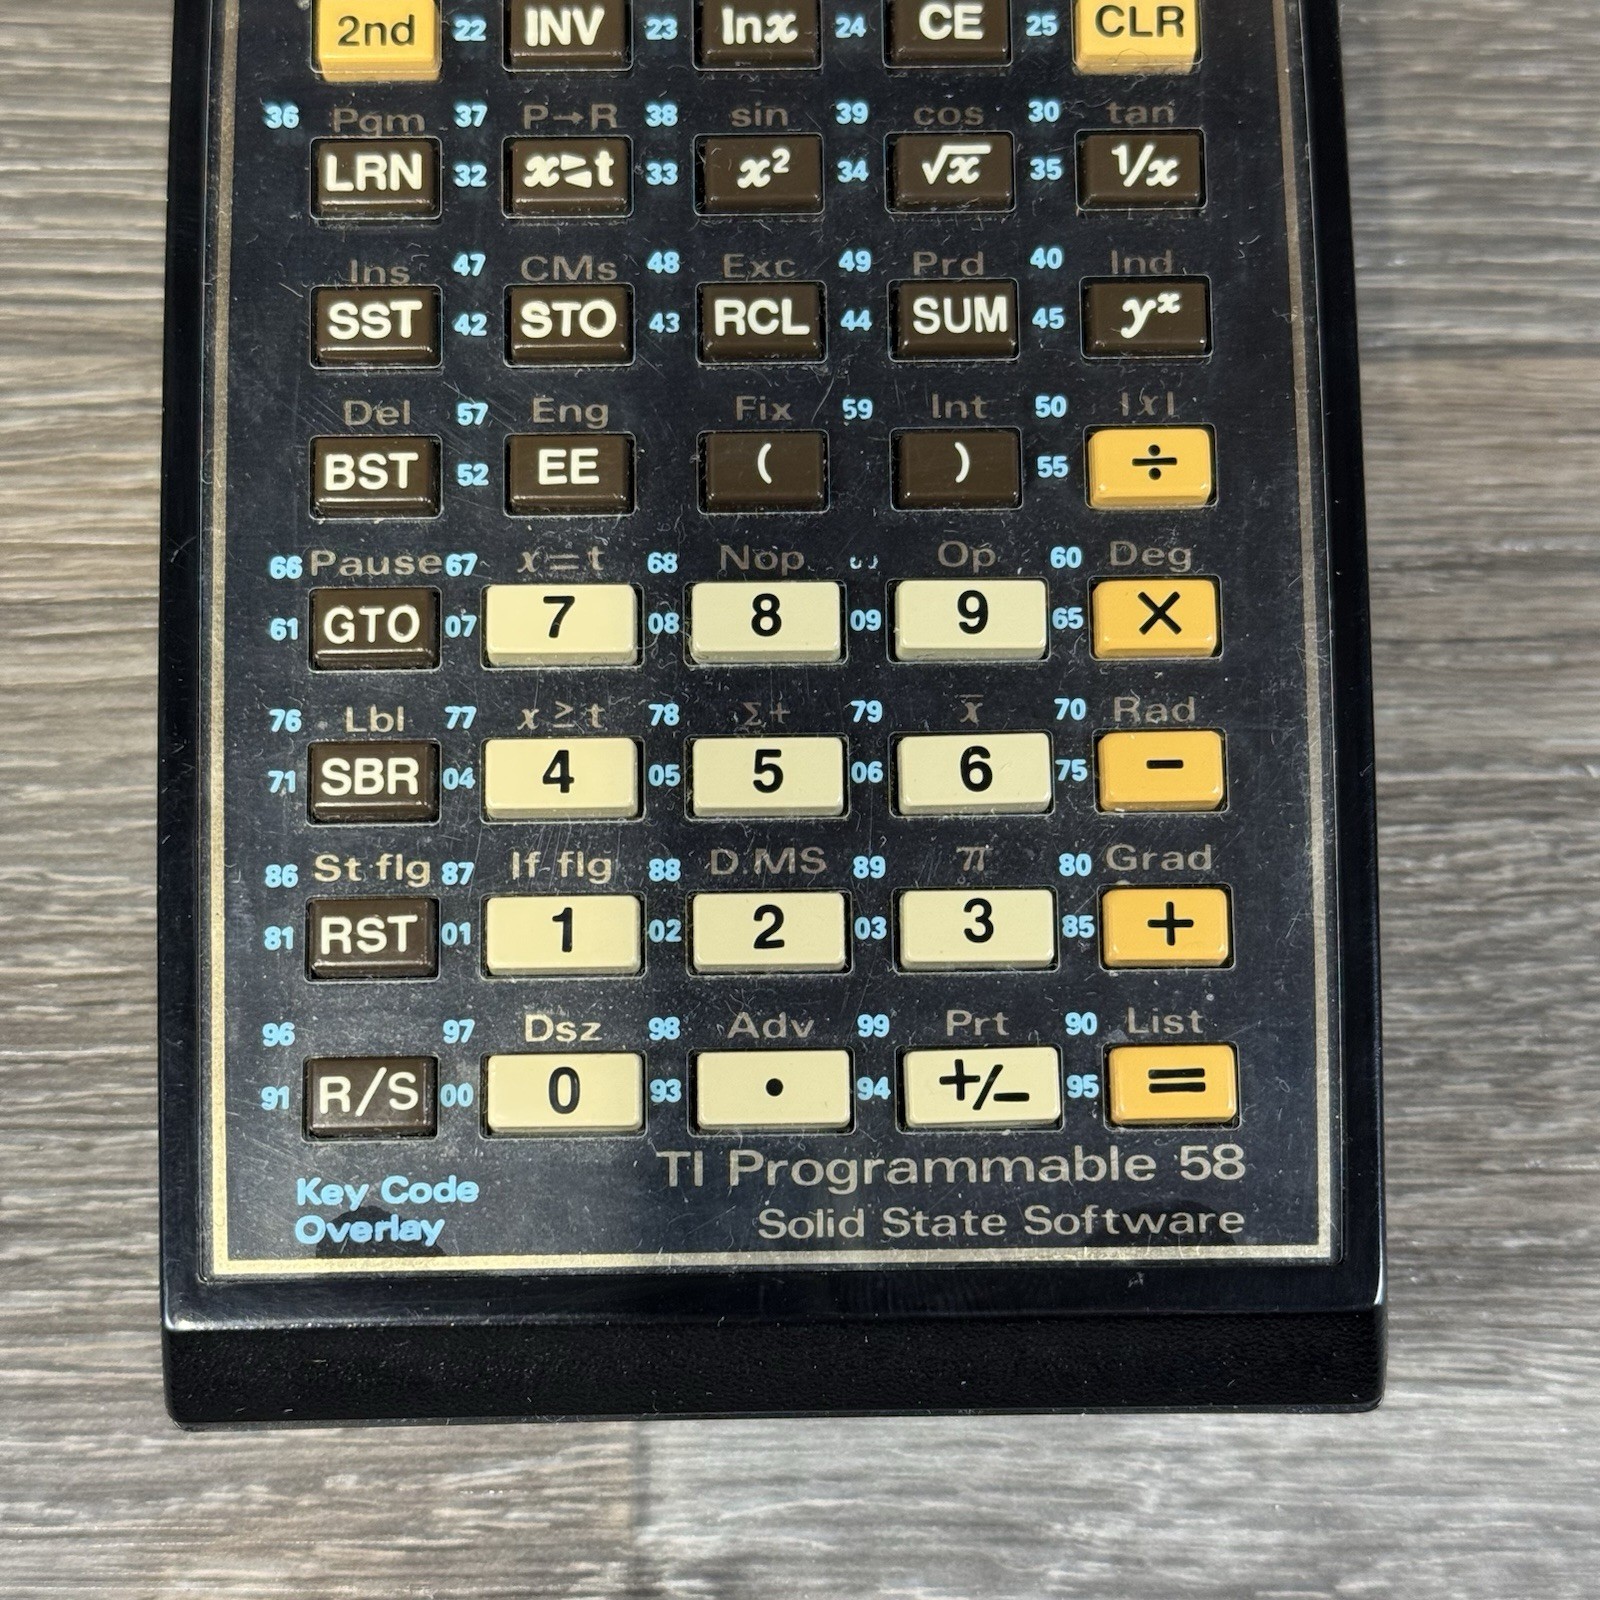 2nd 22 INV 23 lnx 24 CE 25 CLR
36 Pgm 37 P→R 38 sin 39 cos 30 tan
LRN 32 x⇄t 33 x² 34 √x 35 1/x
Ins 47 CMs 48 Exc 49 Prd 40 Ind
SST 42 STO 43 RCL 44 SUM 45 yˣ
Del 57 Eng Fix 59 Int 50 |x|
BST 52 EE ( ) 55 ÷
66 Pause 67 x=t 68 Nop Op 60 Deg
61 GTO 07 7 08 8 09 9 65 ×
76 Lbl 77 x≥t 78 Σ+ 79 x̄ 70 Rad
71 SBR 04 4 05 5 06 6 75 -
86 St flg 87 If flg 88 D.MS 89 π 80 Grad
81 RST 01 1 02 2 03 3 85 +
96 97 Dsz 98 Adv 99 Prt 90 List
91 R/S 00 0 93 . 94 +/- 95 =
TI Programmable 58
Solid State Software
Key Code
Overlay